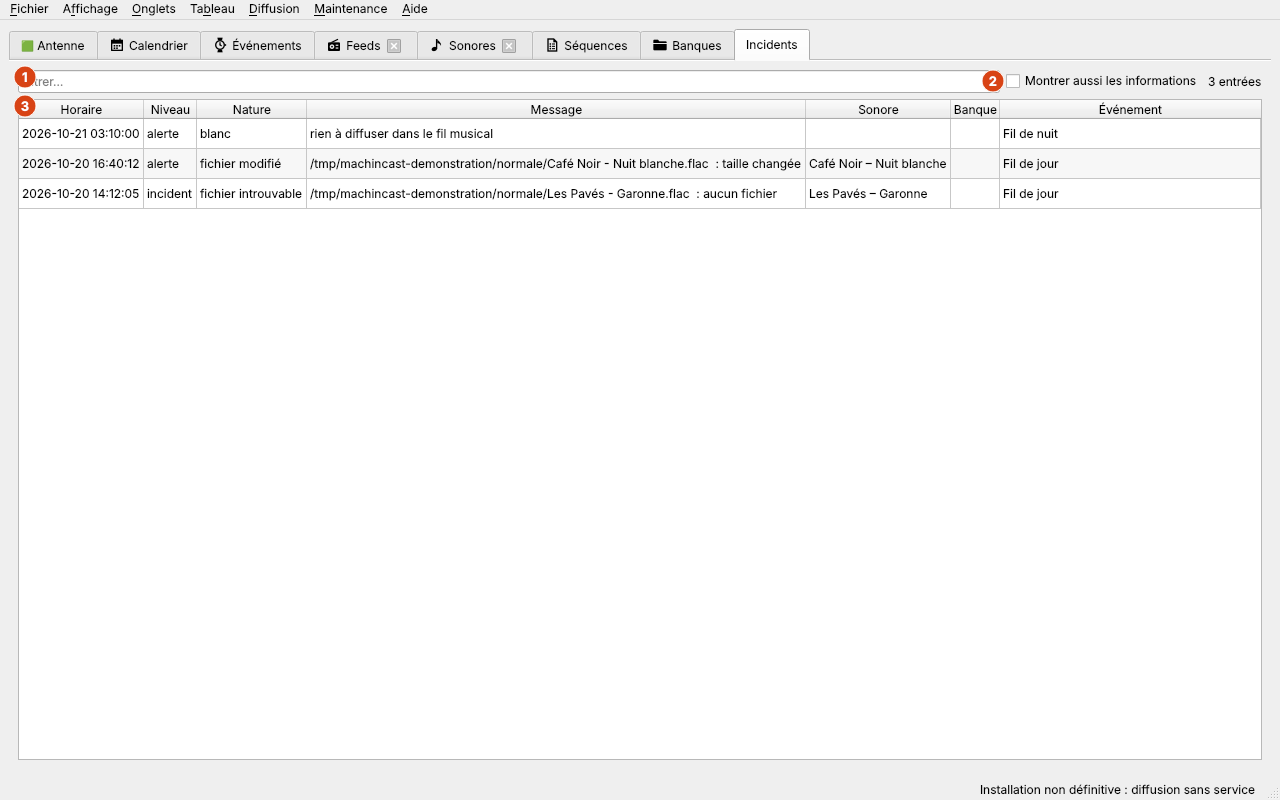 Fichier Affichage Onglets Tableau Diffusion Maintenance Aide
Antenne Calendrier Événements Feeds Sonores Séquences Banques Incidents
1 trer... 2 Montrer aussi les informations 3 entrées
3 Horaire Niveau Nature Message Sonore Banque Événement
2026-10-21 03:10:00 alerte blanc rien à diffuser dans le fil musical Fil de nuit
2026-10-20 16:40:12 alerte fichier modifié /tmp/machincast-demonstration/normale/Café Noir - Nuit blanche.flac : taille changée Café Noir – Nuit blanche Fil de jour
2026-10-20 14:12:05 incident fichier introuvable /tmp/machincast-demonstration/normale/Les Pavés - Garonne.flac : aucun fichier Les Pavés – Garonne Fil de jour
Installation non définitive : diffusion sans service